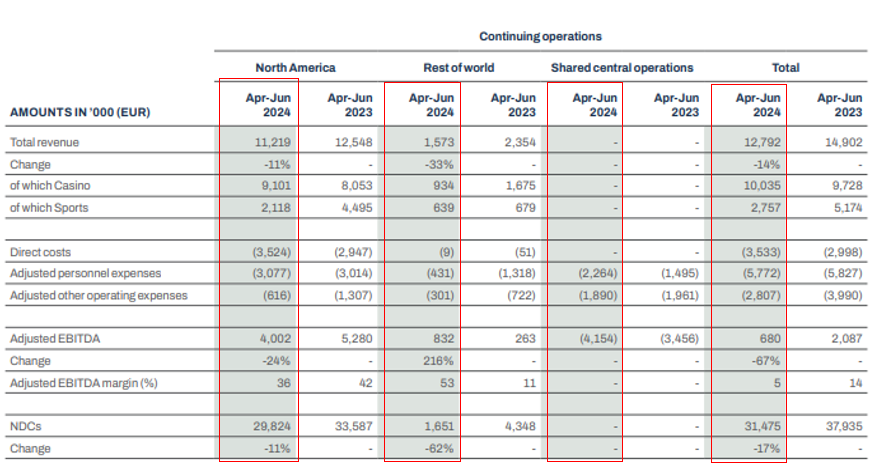 Continuing operations
North America Rest of world Shared central operations Total
Apr-Jun Apr-Jun Apr-Jun Apr-Jun Apr-Jun Apr-Jun Apr-Jun Apr-Jun
AMOUNTS IN '000 (EUR) 2024 2023 2024 2023 2024 2023 2024 2023
Total revenue 11,219 12,548 1,573 2,354 - - 12,792 14,902
Change -11% - -33% - - - -14% -
of which Casino 9,101 8,053 934 1,675 - - 10,035 9,728
of which Sports 2,118 4,495 639 679 - - 2,757 5,174
Direct costs (3,524) (2,947) (9) (51) - - (3,533) (2,998)
Adjusted personnel expenses (3,077) (3,014) (431) (1,318) (2,264) (1,495) (5,772) (5,827)
Adjusted other operating expenses (616) (1,307) (301) (722) (1,890) (1,961) (2,807) (3,990)
Adjusted EBITDA 4,002 5,280 832 263 (4,154) (3,456) 680 2,087
Change -24% - 216% - - - -67% -
Adjusted EBITDA margin (%) 36 42 53 11 - - 5 14
NDCs 29,824 33,587 1,651 4,348 - - 31,475 37,935
Change -11% - -62% - - - -17% -